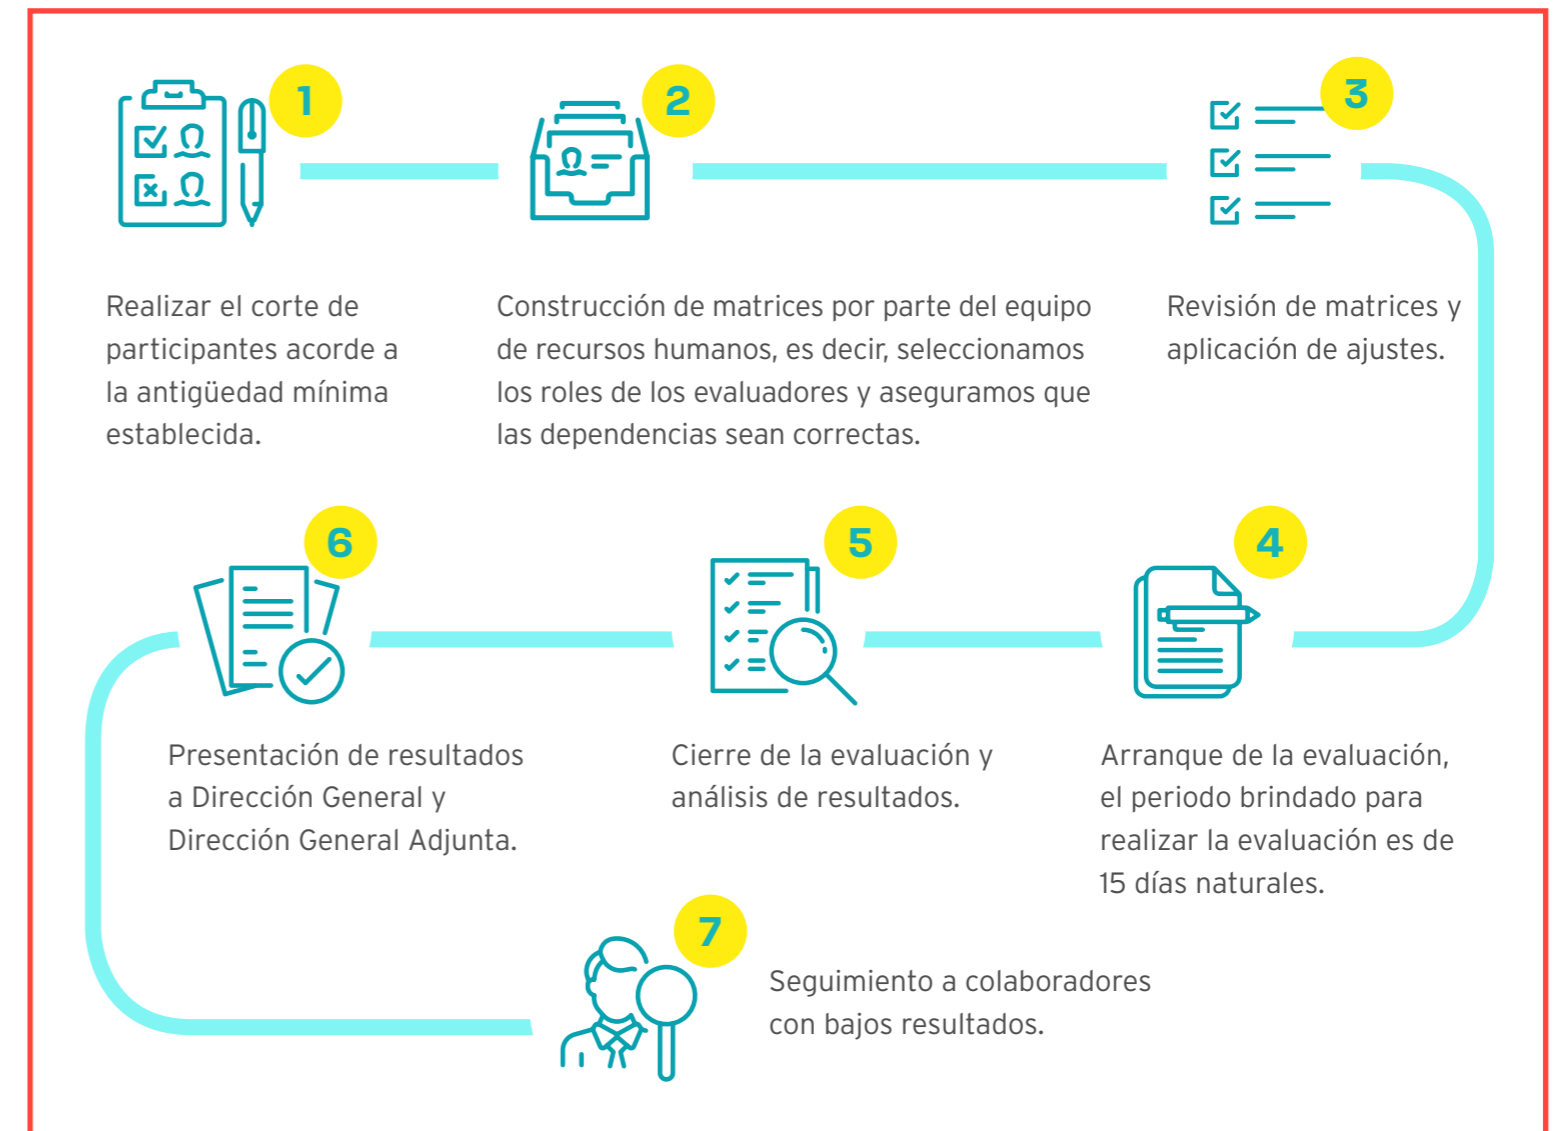 1
Realizar el corte de
participantes acorde a
la antigüedad mínima
establecida.
2
Construcción de matrices por parte del equipo
de recursos humanos, es decir, seleccionamos
los roles de los evaluadores y aseguramos que
las dependencias sean correctas.
3
Revisión de matrices y
aplicación de ajustes.
4
Arranque de la evaluación,
el periodo brindado para
realizar la evaluación es de
15 días naturales.
5
Cierre de la evaluación y
análisis de resultados.
6
Presentación de resultados
a Dirección General y
Dirección General Adjunta.
7
Seguimiento a colaboradores
con bajos resultados.